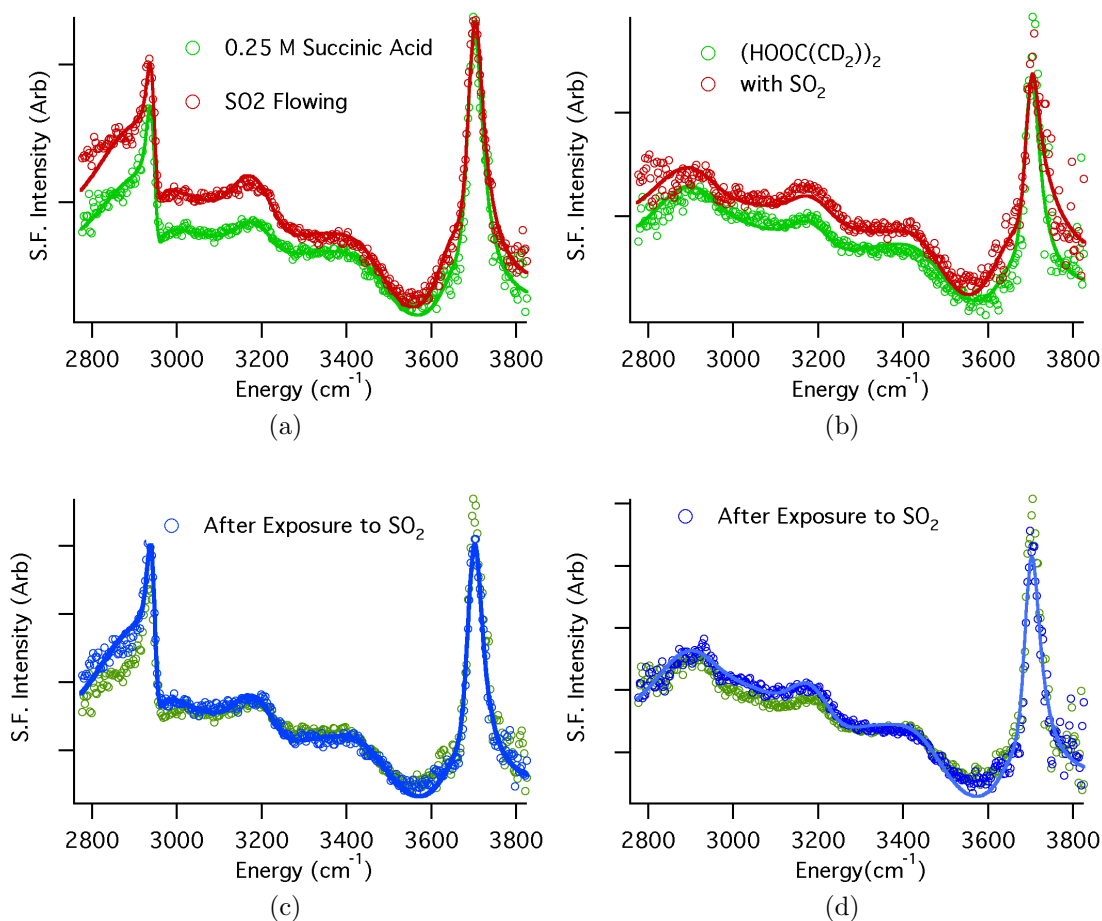 0.25 M Succinic Acid
SO2 Flowing
S.F. Intensity (Arb)
2800 3000 3200 3400 3600 3800
Energy (cm⁻¹)
(a)
(HOOC(CD₂))₂
with SO₂
S.F. Intensity (Arb)
2800 3000 3200 3400 3600 3800
Energy (cm⁻¹)
(b)
After Exposure to SO₂
S.F. Intensity (Arb)
2800 3000 3200 3400 3600 3800
Energy (cm⁻¹)
(c)
After Exposure to SO₂
S.F. Intensity (Arb)
2800 3000 3200 3400 3600 3800
Energy(cm⁻¹)
(d)